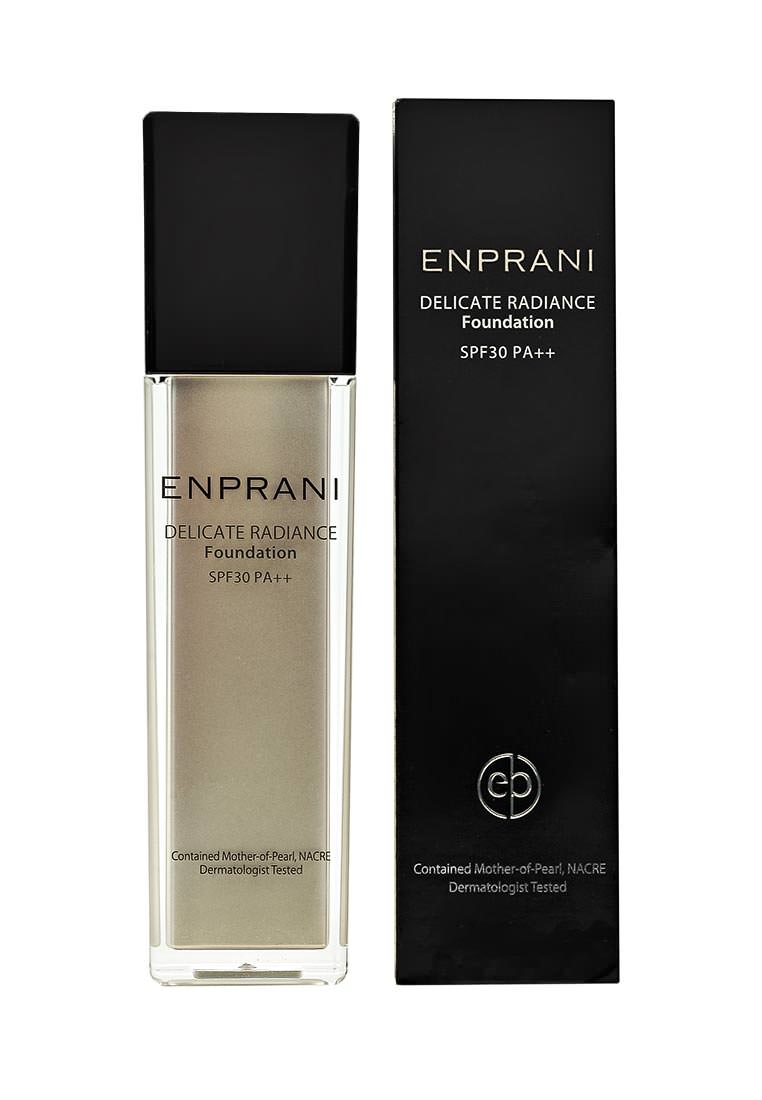 ENPRANI
DELICATE RADIANCE
Foundation
SPF30 PA++
Contained Mother-of-Pearl, NACRE
Dermatologist Tested
ENPRANI
DELICATE RADIANCE
Foundation
SPF30 PA++
ep
Contained Mother-of-Pearl, NACRE
Dermatologist Tested